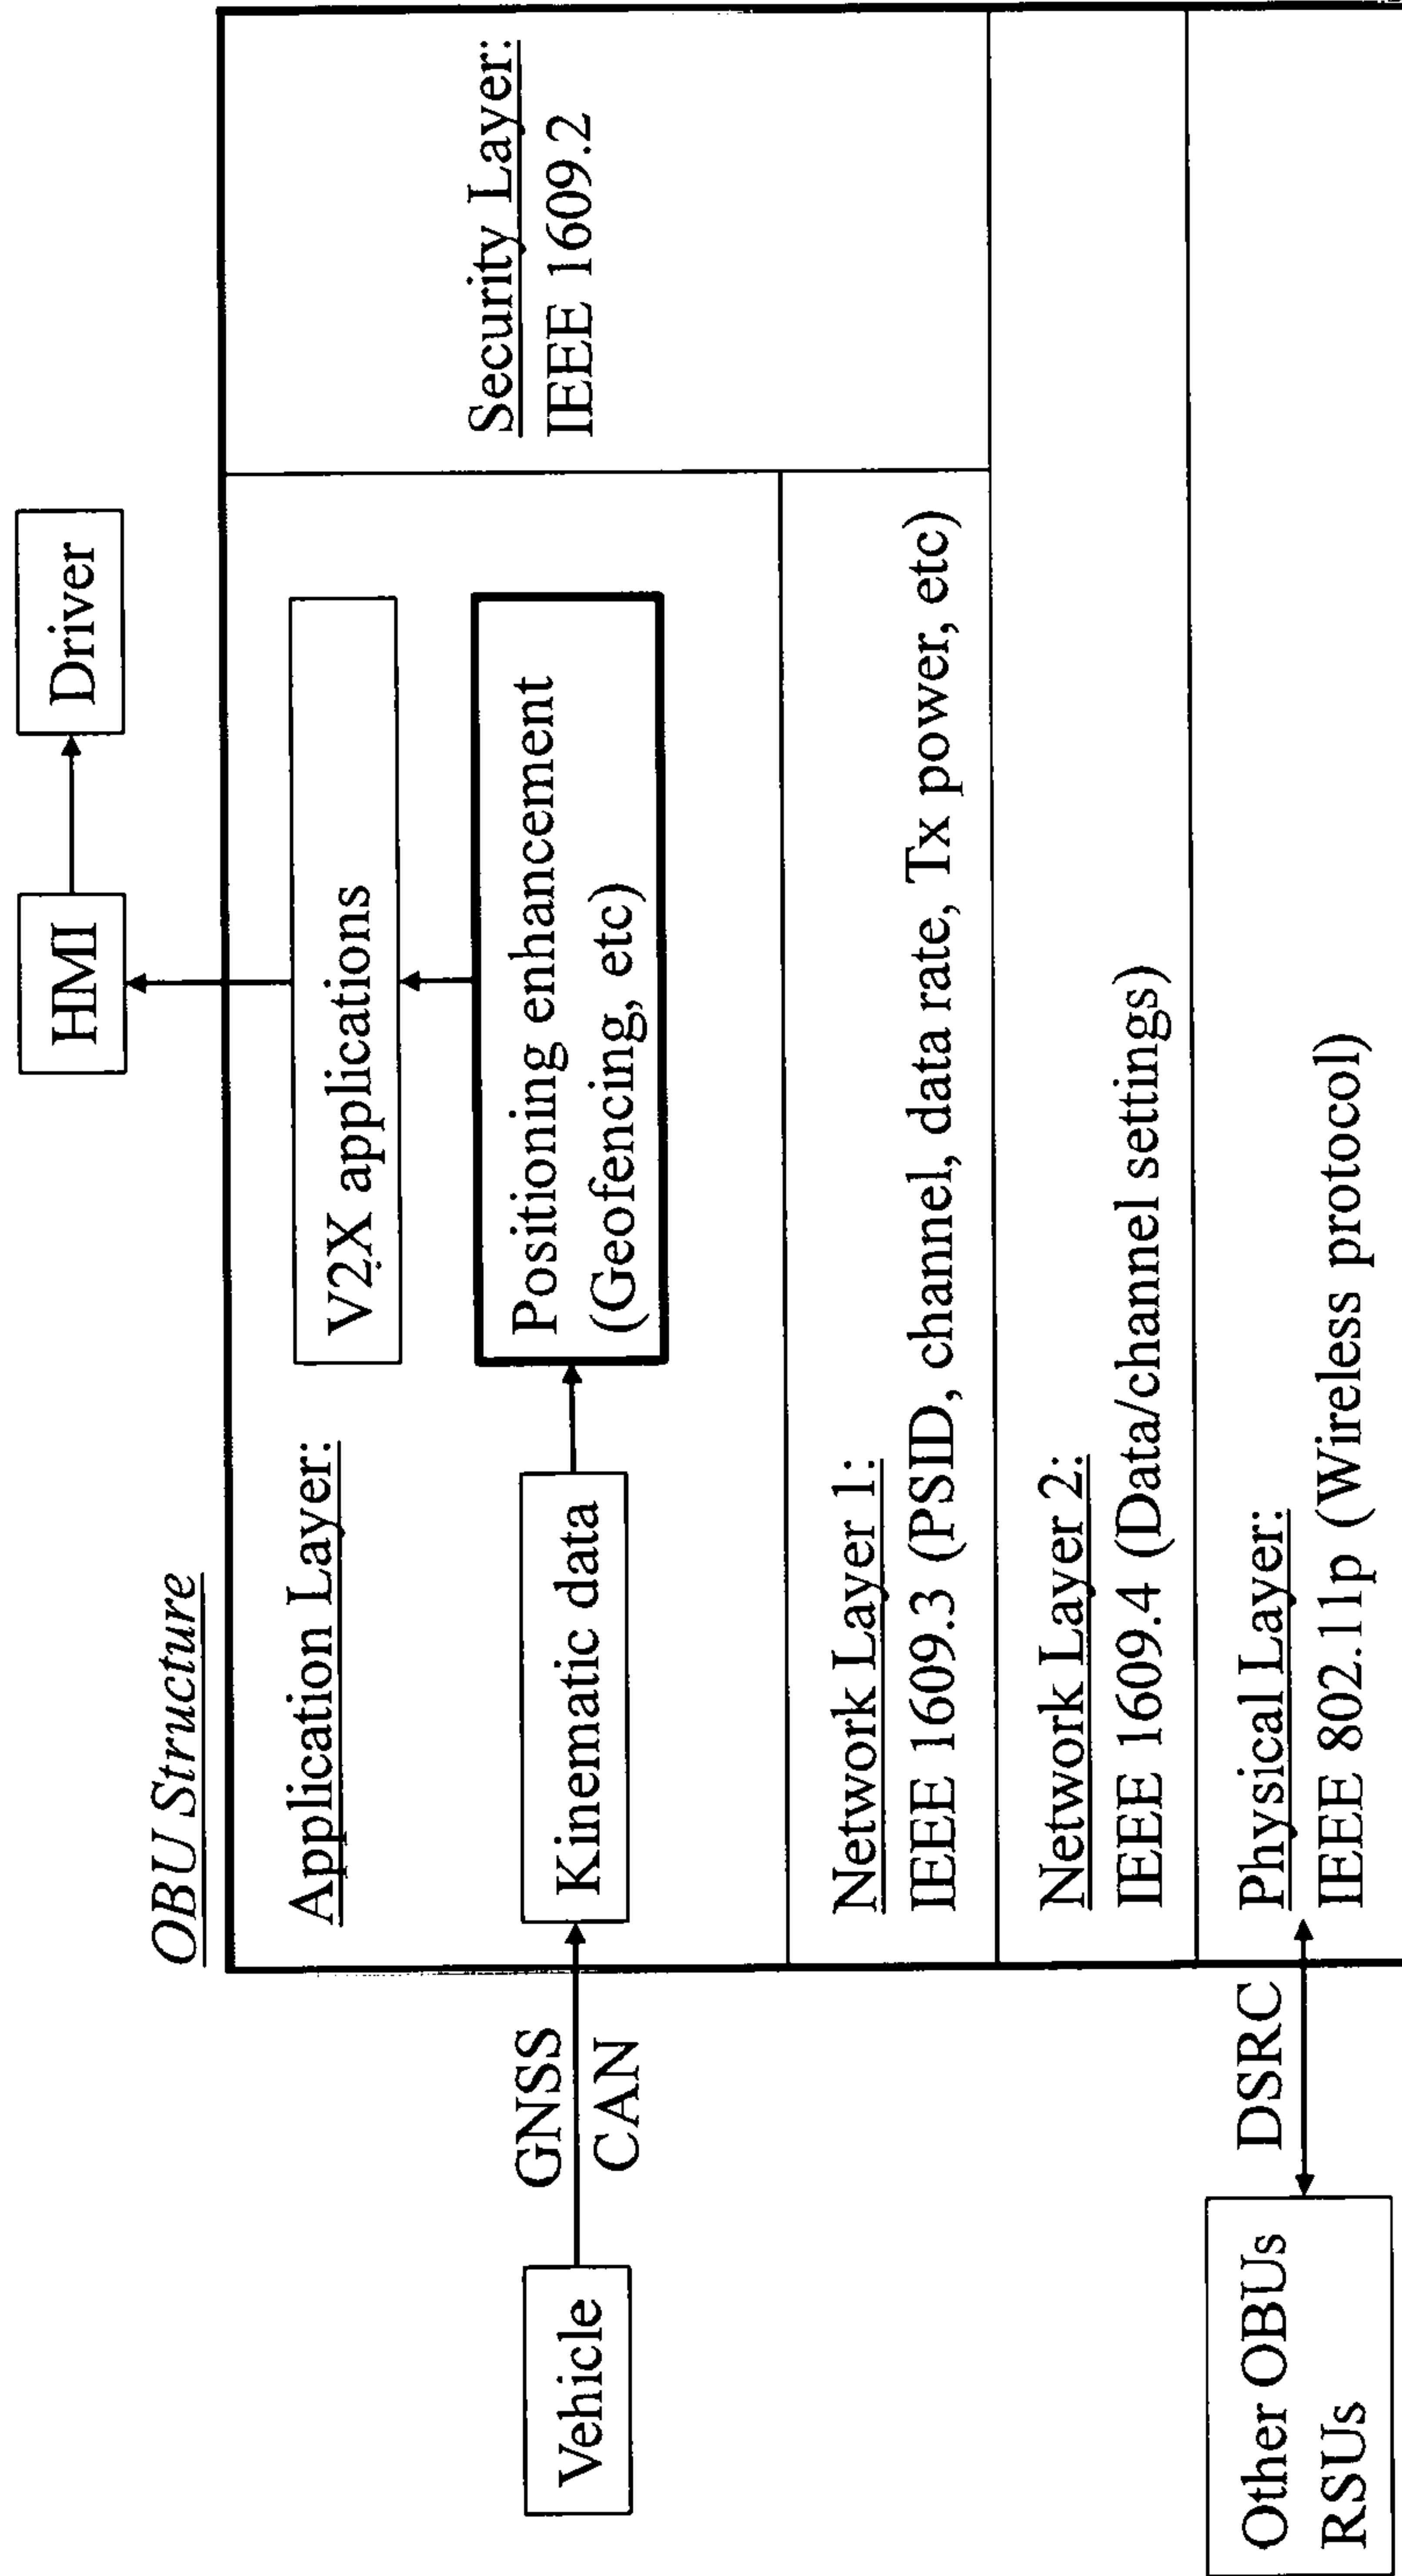 OBU Structure
HMI
Driver
Application Layer:
V2X applications
Security Layer:
IEEE 1609.2
Vehicle
GNSS
CAN
Kinematic data
Positioning enhancement
(Geofencing, etc)
Network Layer 1:
IEEE 1609.3 (PSID, channel, data rate, Tx power, etc)
Network Layer 2:
IEEE 1609.4 (Data/channel settings)
Other OBUs
RSUs
DSRC
Physical Layer:
IEEE 802.11p (Wireless protocol)